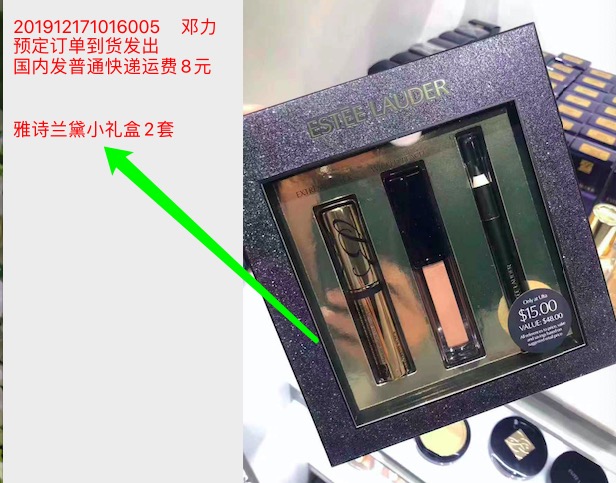 201912171016005 邓力
预定订单到货发出
国内发普通快递运费8元
雅诗兰黛小礼盒2套
ESTEE LAUDER
Only at Ulta
$15.00
VALUE: $48.00